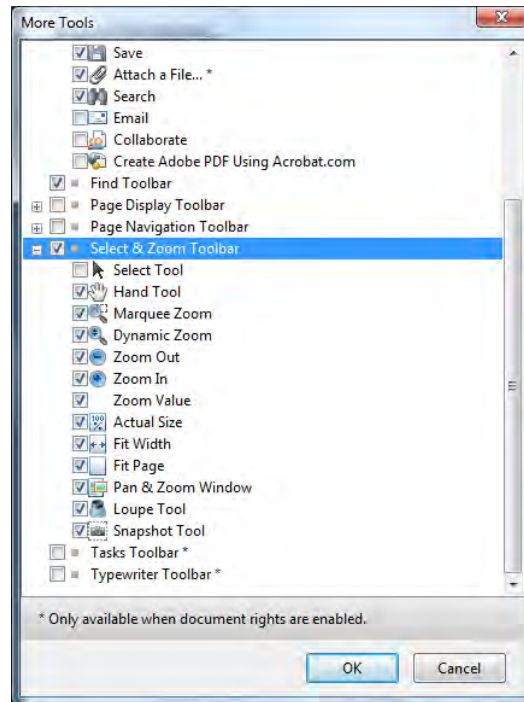 More Tools
Save
Attach a File... *
Search
Email
Collaborate
Create Adobe PDF Using Acrobat.com
Find Toolbar
Page Display Toolbar
Page Navigation Toolbar
Select & Zoom Toolbar
Select Tool
Hand Tool
Marquee Zoom
Dynamic Zoom
Zoom Out
Zoom In
Zoom Value
Actual Size
Fit Width
Fit Page
Pan & Zoom Window
Loupe Tool
Snapshot Tool
Tasks Toolbar *
Typewriter Toolbar *
* Only available when document rights are enabled.
OK Cancel